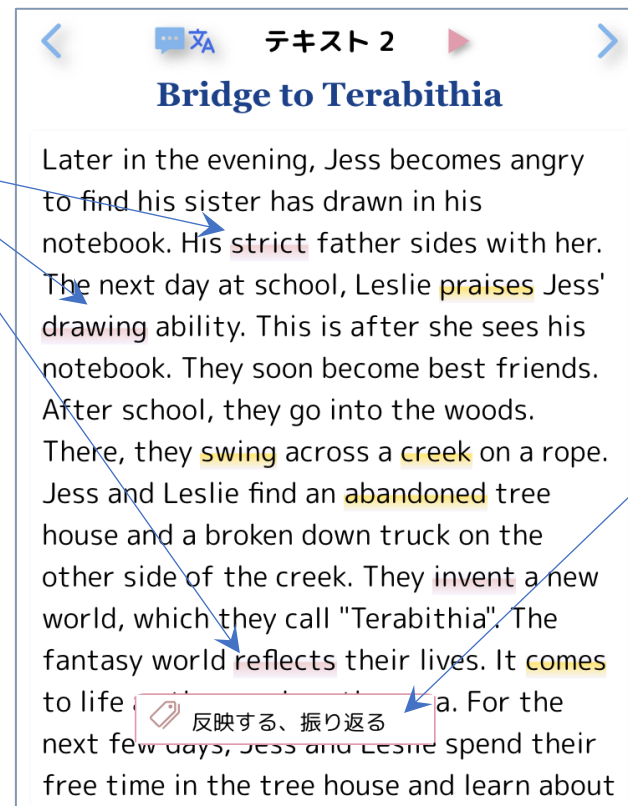 テキスト 2
Bridge to Terabithia
Later in the evening, Jess becomes angry
to find his sister has drawn in his
notebook. His strict father sides with her.
The next day at school, Leslie praises Jess'
drawing ability. This is after she sees his
notebook. They soon become best friends.
After school, they go into the woods.
There, they swing across a creek on a rope.
Jess and Leslie find an abandoned tree
house and a broken down truck on the
other side of the creek. They invent a new
world, which they call "Terabithia". The
fantasy world reflects their lives. It comes
to life a. For the
反映する、振り返る
next few days, Jess and Leslie spend their
free time in the tree house and learn about